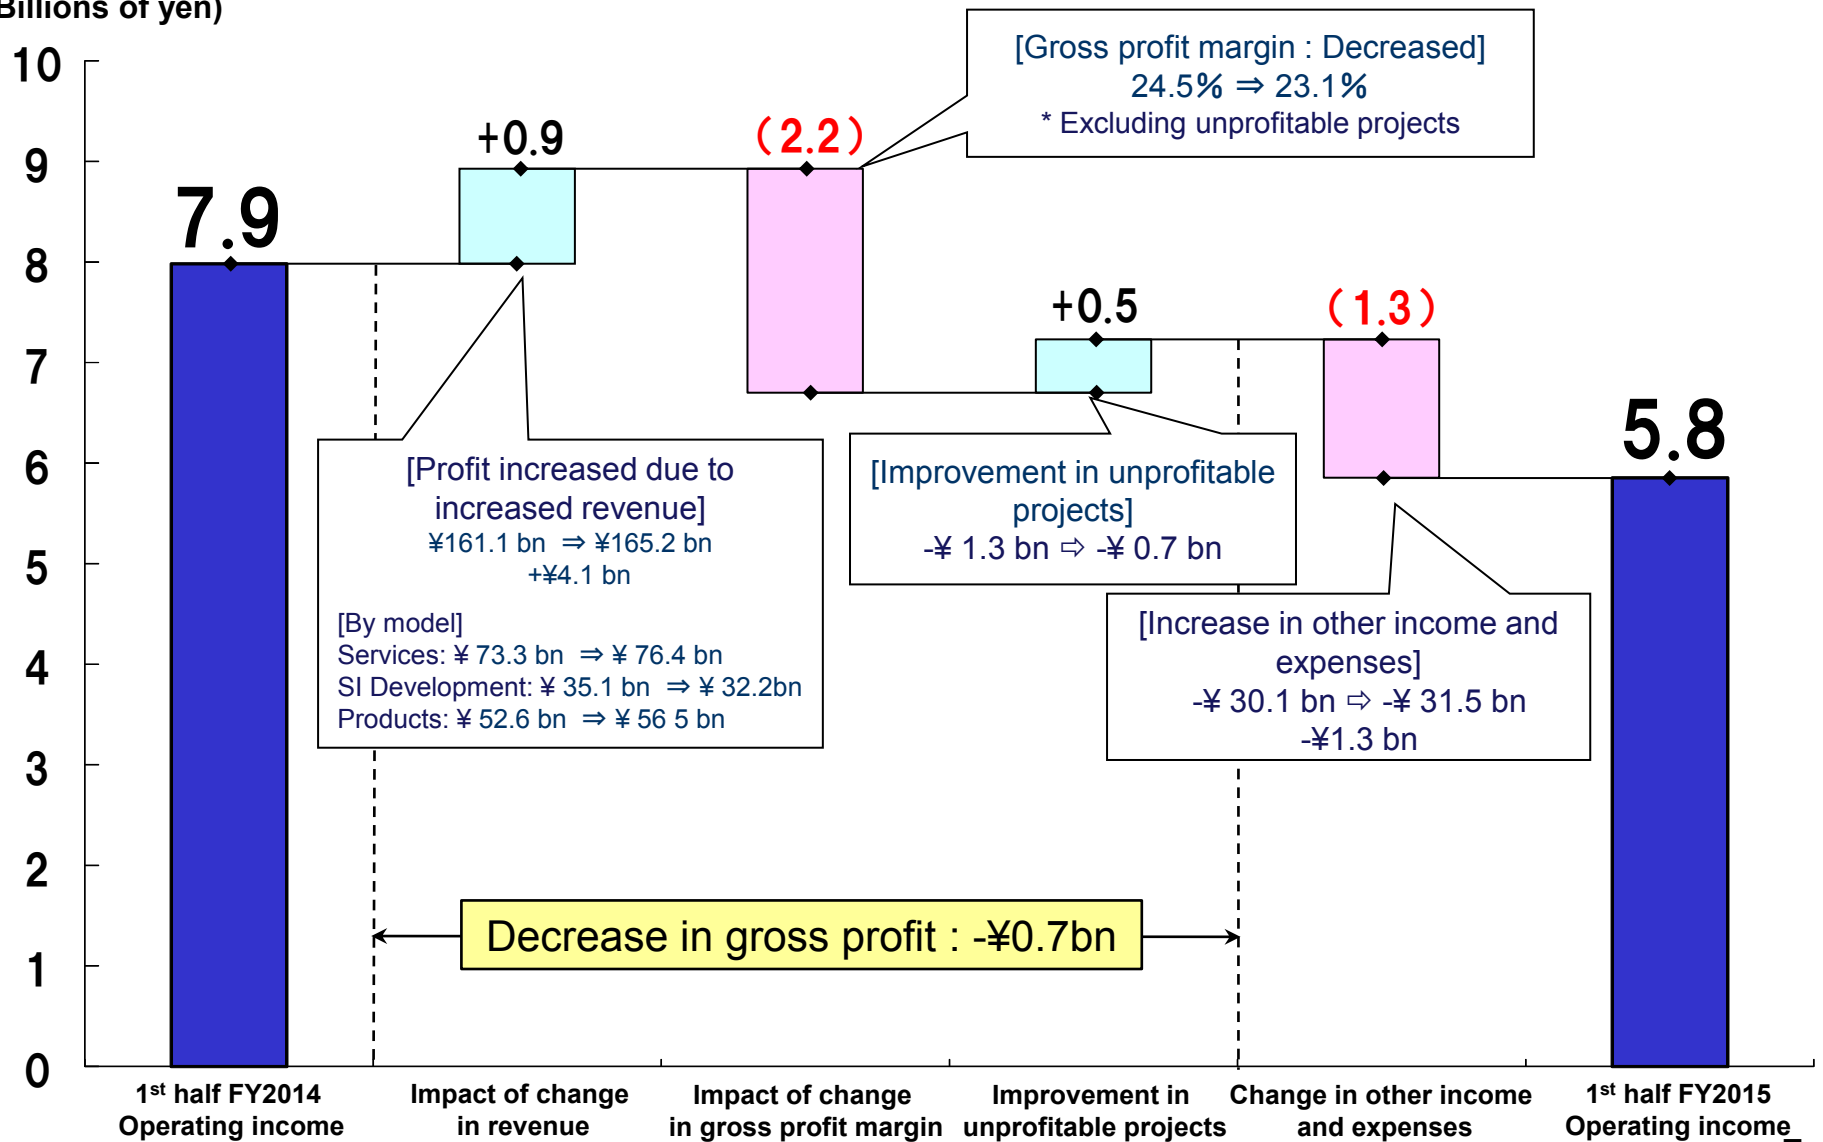 Billions of yen)
10
9
8
7
6
5
4
3
2
1
0
7.9
+0.9
(2.2)
+0.5
(1.3)
5.8
[Gross profit margin : Decreased]
24.5% ⇒ 23.1%
* Excluding unprofitable projects
[Profit increased due to
increased revenue]
¥161.1 bn ⇒ ¥165.2 bn
+¥4.1 bn
[By model]
Services: ¥ 73.3 bn ⇒ ¥ 76.4 bn
SI Development: ¥ 35.1 bn ⇒ ¥ 32.2bn
Products: ¥ 52.6 bn ⇒ ¥ 56 5 bn
[Improvement in unprofitable
projects]
-¥ 1.3 bn ⇨ -¥ 0.7 bn
[Increase in other income and
expenses]
-¥ 30.1 bn ⇨ -¥ 31.5 bn
-¥1.3 bn
Decrease in gross profit : -¥0.7bn
1st half FY2014
Operating income
Impact of change
in revenue
Impact of change
in gross profit margin
Improvement in
unprofitable projects
Change in other income
and expenses
1st half FY2015
Operating income